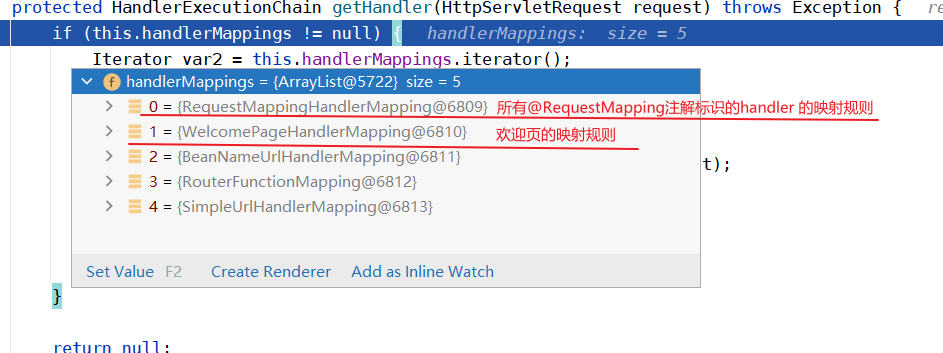 protected HandlerExecutionChain getHandler(HttpServletRequest request) throws Exception {
if (this.handlerMappings != null) { handlerMappings: size = 5
Iterator var2 = this.handlerMappings.iterator();
f handlerMappings = {ArrayList@5722} size = 5
0 = {RequestMappingHandlerMapping@6809} 所有@RequestMapping注解标识的handler 的映射规则
1 = {WelcomePageHandlerMapping@6810} 欢迎页的映射规则
2 = {BeanNameUrlHandlerMapping@6811}
t);
3 = {RouterFunctionMapping@6812}
4 = {SimpleUrlHandlerMapping@6813}
Set Value F2 Create Renderer Add as Inline Watch
}
return null;